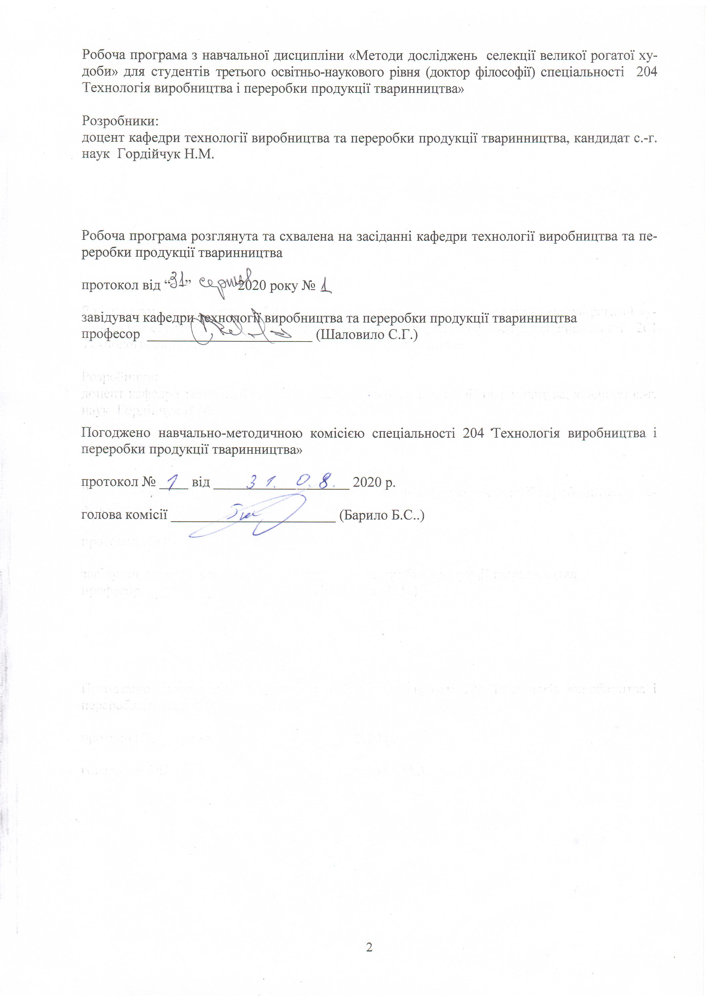 Робоча програма з навчальної дисципліни «Методи досліджень селекції великої рогатої ху-
доби» для студентів третього освітньо-наукового рівня (доктор філософії) спеціальності 204
Технологія виробництва і переробки продукції тваринництва»
Розробники:
доцент кафедри технології виробництва та переробки продукції тваринництва, кандидат с.-г.
наук Гордійчук Н.М.
Робоча програма розглянута та схвалена на засіданні кафедри технології виробництва та пе-
реробки продукції тваринництва
протокол від “31” серпня 2020 року № 1
завідувач кафедри технології виробництва та переробки продукції тваринництва
професор (Шаловило С.Г.)
Погоджено навчально-методичною комісією спеціальності 204 Технологія виробництва і
переробки продукції тваринництва»
протокол № 1 від 31. 08. 2020 р.
голова комісії (Барило Б.С..)
2